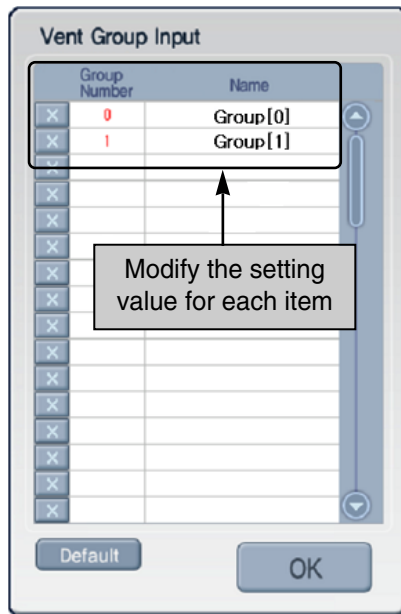 Vent Group Input
Group Number Name
X 0 Group[0]
X 1 Group[1]
X
X
X
X
Modify the setting
value for each item
X
X
X
X
X
X
X
X
X
X
Default OK